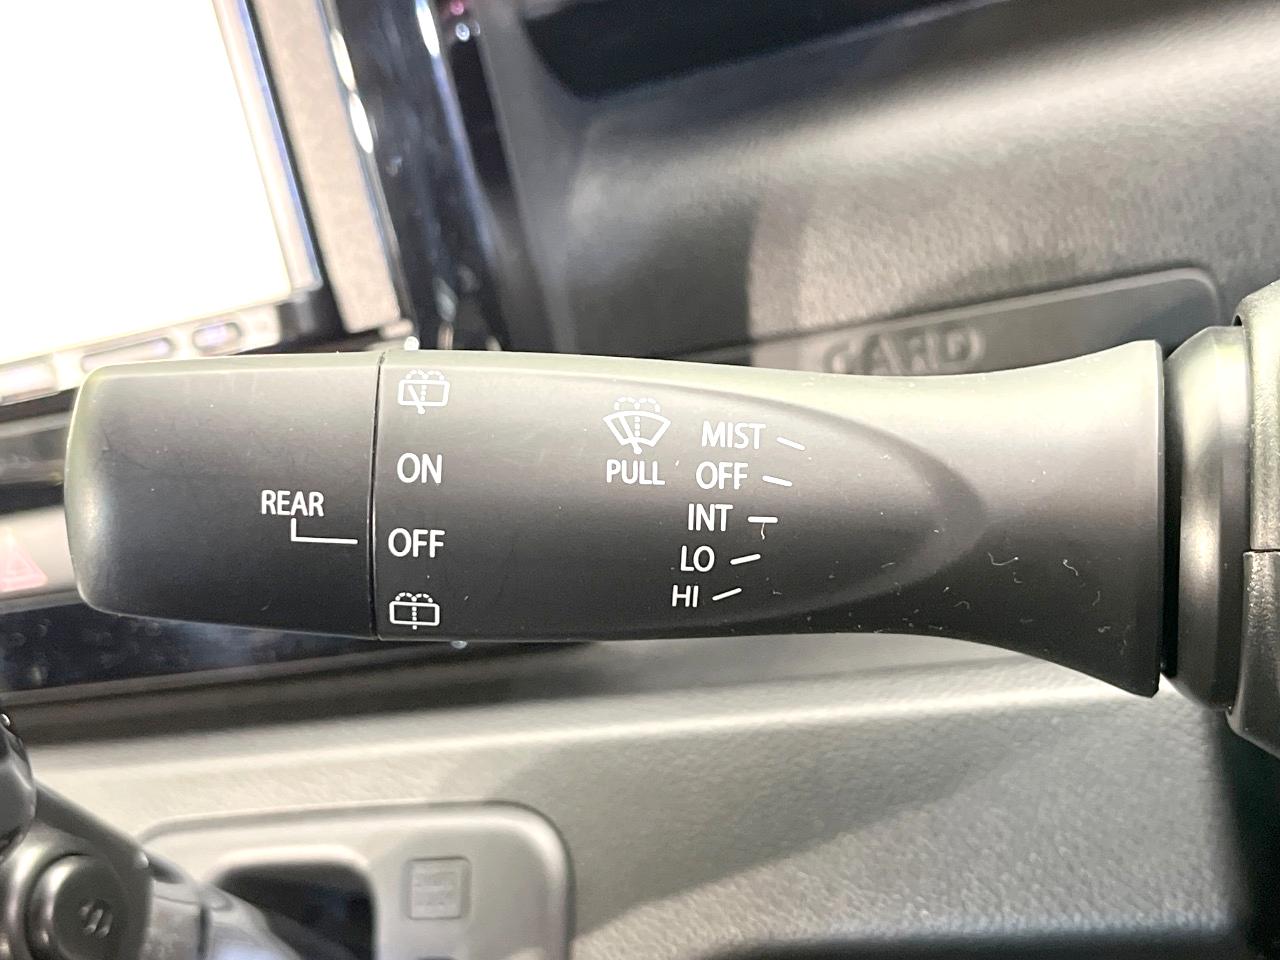 CARD
MIST
PULL OFF
ON
INT
REAR
OFF
LO
HI